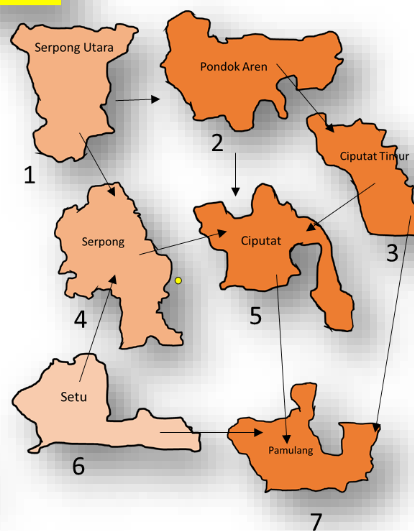 Serpong Utara
Pondok Aren
Ciputat Timur
1
2
3
Serpong
Ciputat
4
5
Setu
Pamulang
6
7